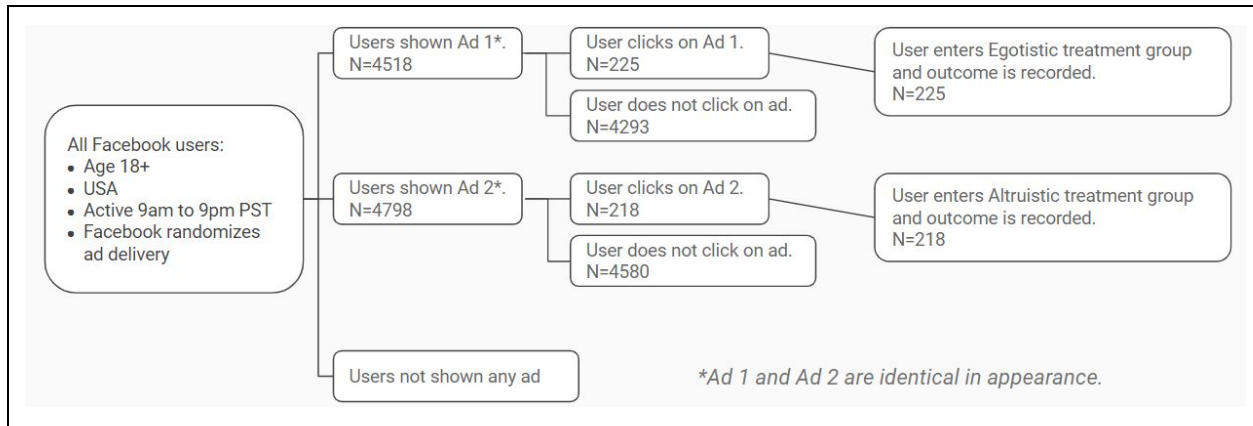 All Facebook users:
• Age 18+
• USA
• Active 9am to 9pm PST
• Facebook randomizes
ad delivery
Users shown Ad 1*.
N=4518
User clicks on Ad 1.
N=225
User enters Egotistic treatment group
and outcome is recorded.
N=225
User does not click on ad.
N=4293
Users shown Ad 2*.
N=4798
User clicks on Ad 2.
N=218
User enters Altruistic treatment group
and outcome is recorded.
N=218
User does not click on ad.
N=4580
Users not shown any ad
*Ad 1 and Ad 2 are identical in appearance.